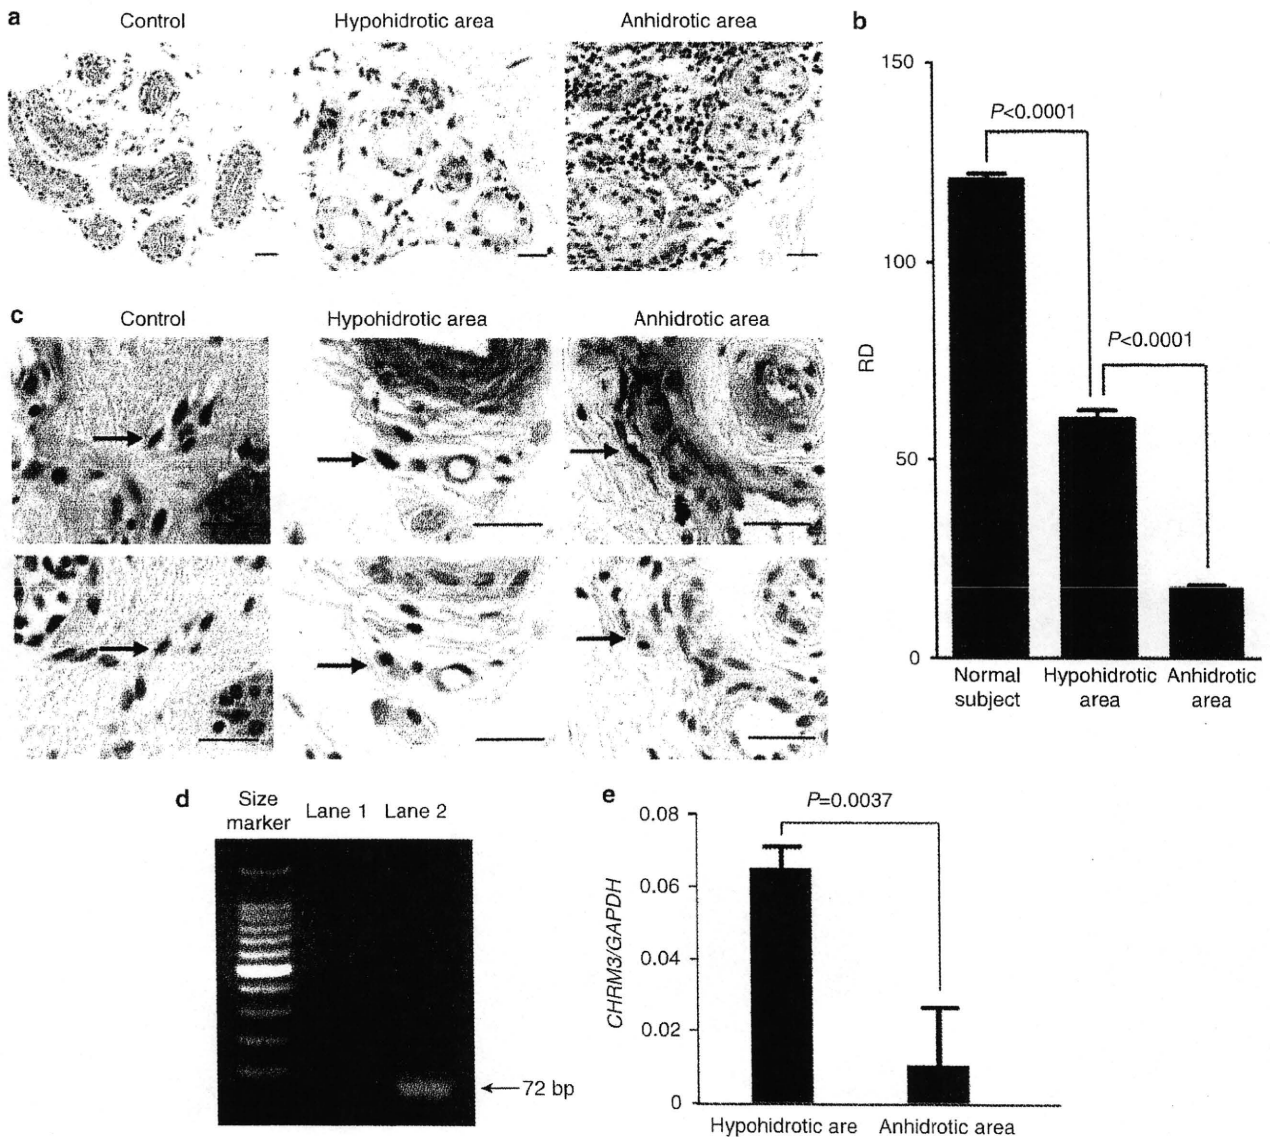 a
Control
Hypohidrotic area
Anhidrotic area
b
150
100
50
0
RD
P<0.0001
P<0.0001
Normal subject
Hypohidrotic area
Anhidrotic area
c
Control
Hypohidrotic area
Anhidrotic area
d
Size marker
Lane 1
Lane 2
72 bp
e
P=0.0037
0.08
0.06
0.04
0.02
0
CHRM3/GAPDH
Hypohidrotic are
Anhidrotic area